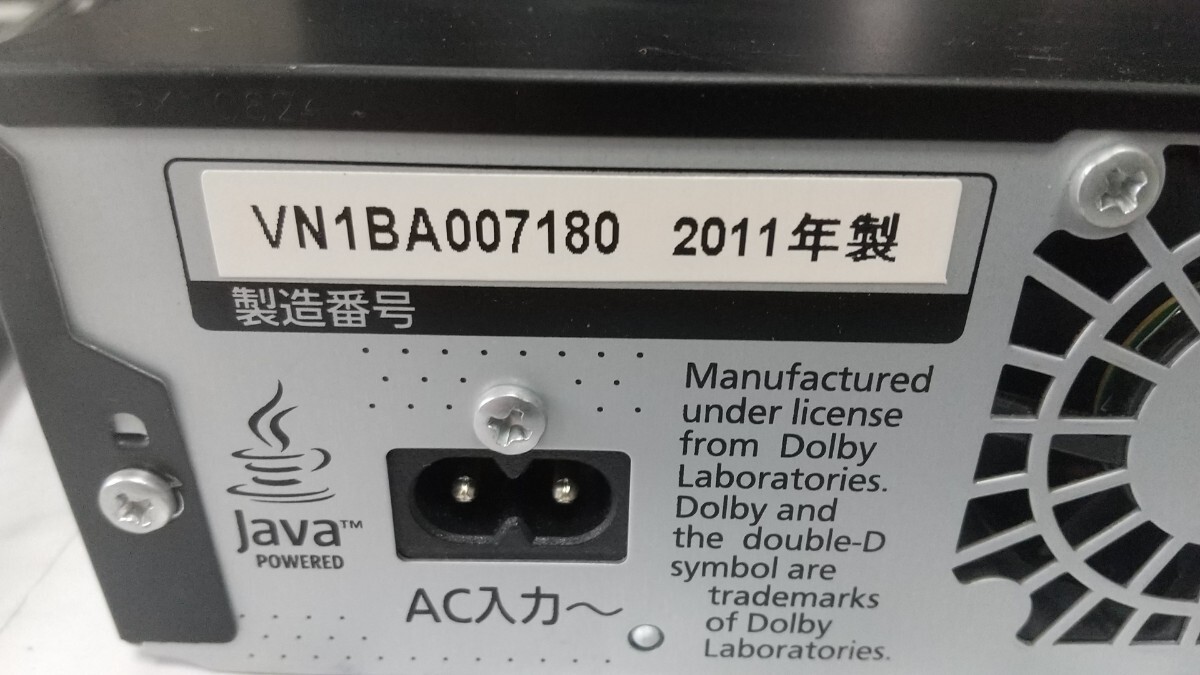 VN1BA007180 2011年製
製造番号
Java™
POWERED
AC入力～
Manufactured
under license
from Dolby
Laboratories.
Dolby and
the double-D
symbol are
trademarks
of Dolby
Laboratories.